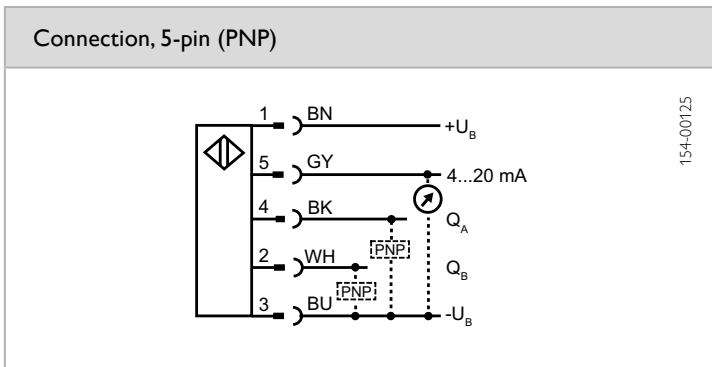 Connection, 5-pin (PNP)
154-00125
1 BN +U_B
5 GY 4...20 mA
4 BK Q_A
PNP
2 WH Q_B
PNP
3 BU -U_B